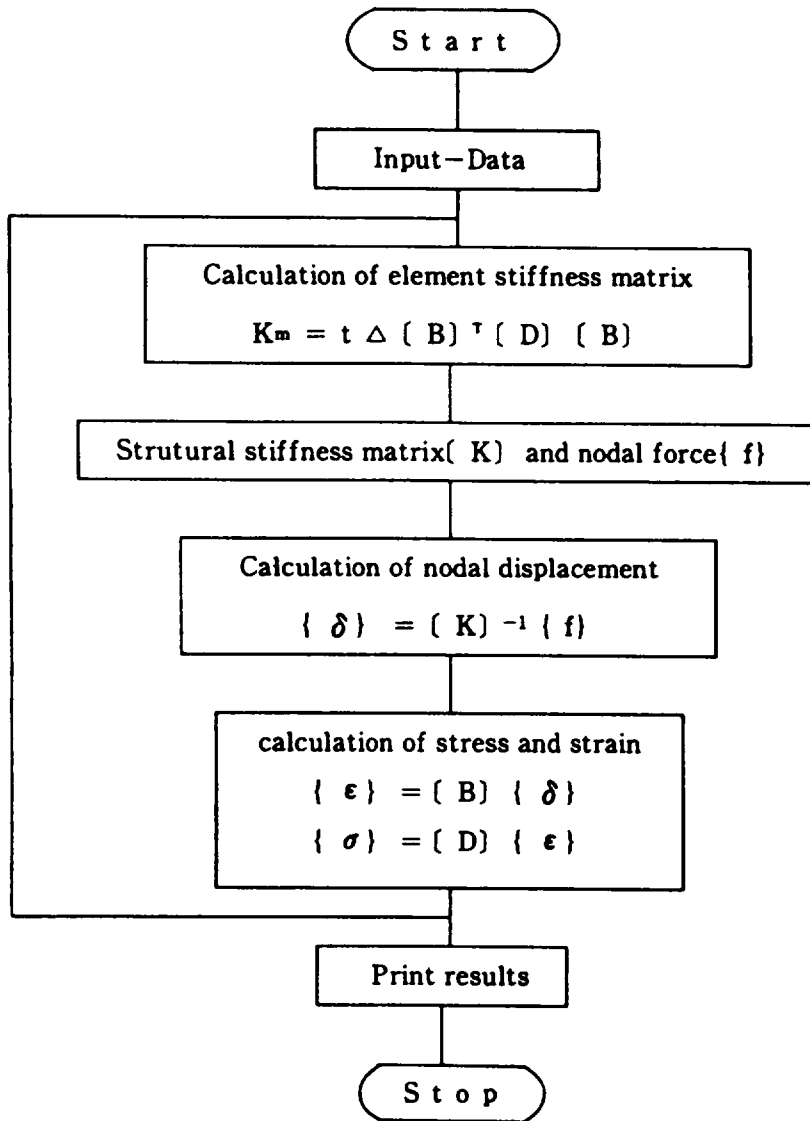 Start
Input-Data
Calculation of element stiffness matrix
Km = t △ [ B] ᵀ [ D] [ B]
Strutural stiffness matrix[ K] and nodal force{ f}
Calculation of nodal displacement
{ δ} = [ K] ⁻¹ { f}
calculation of stress and strain
{ ε} = [ B] { δ}
{ σ} = [ D] { ε}
Print results
Stop